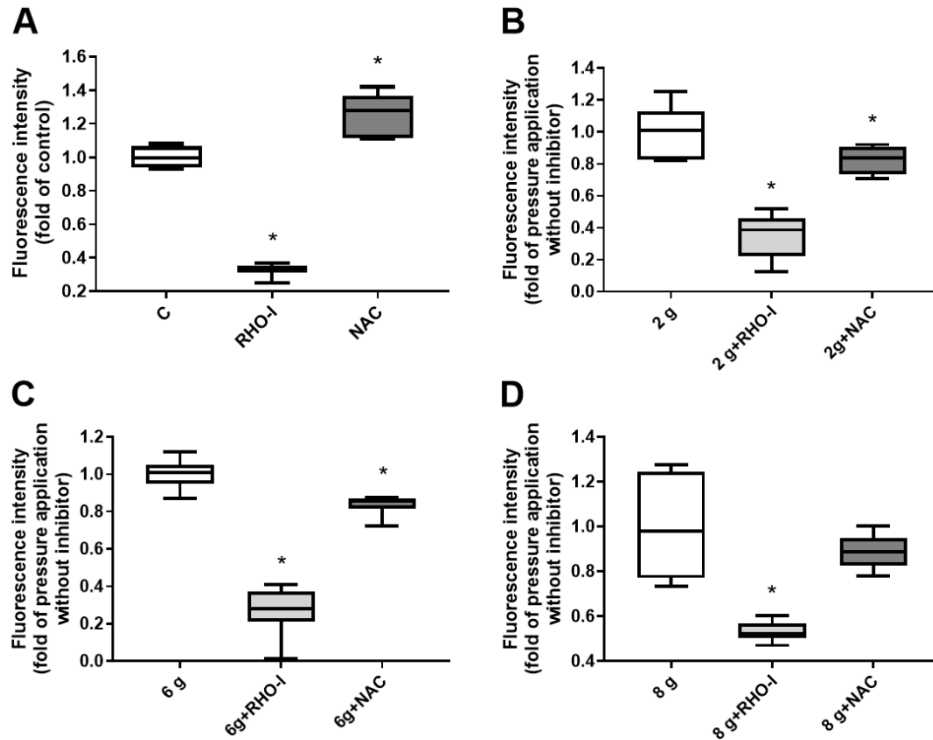 A
Fluorescence intensity
(fold of control)
1.6
1.4
1.2
1.0
0.8
0.6
0.4
0.2
*
*
C
RHO-I
NAC
B
Fluorescence intensity
(fold of pressure application
without inhibitor)
1.4
1.2
1.0
0.8
0.6
0.4
0.2
0.0
*
*
2 g
2 g+RHO-I
2g+NAC
C
Fluorescence intensity
(fold of pressure application
without inhibitor)
1.2
1.0
0.8
0.6
0.4
0.2
0.0
*
*
6 g
6g+RHO-I
6g+NAC
D
Fluorescence intensity
(fold of pressure application
without inhibitor)
1.4
1.2
1.0
0.8
0.6
0.4
*
8 g
8 g+RHO-I
8 g+NAC